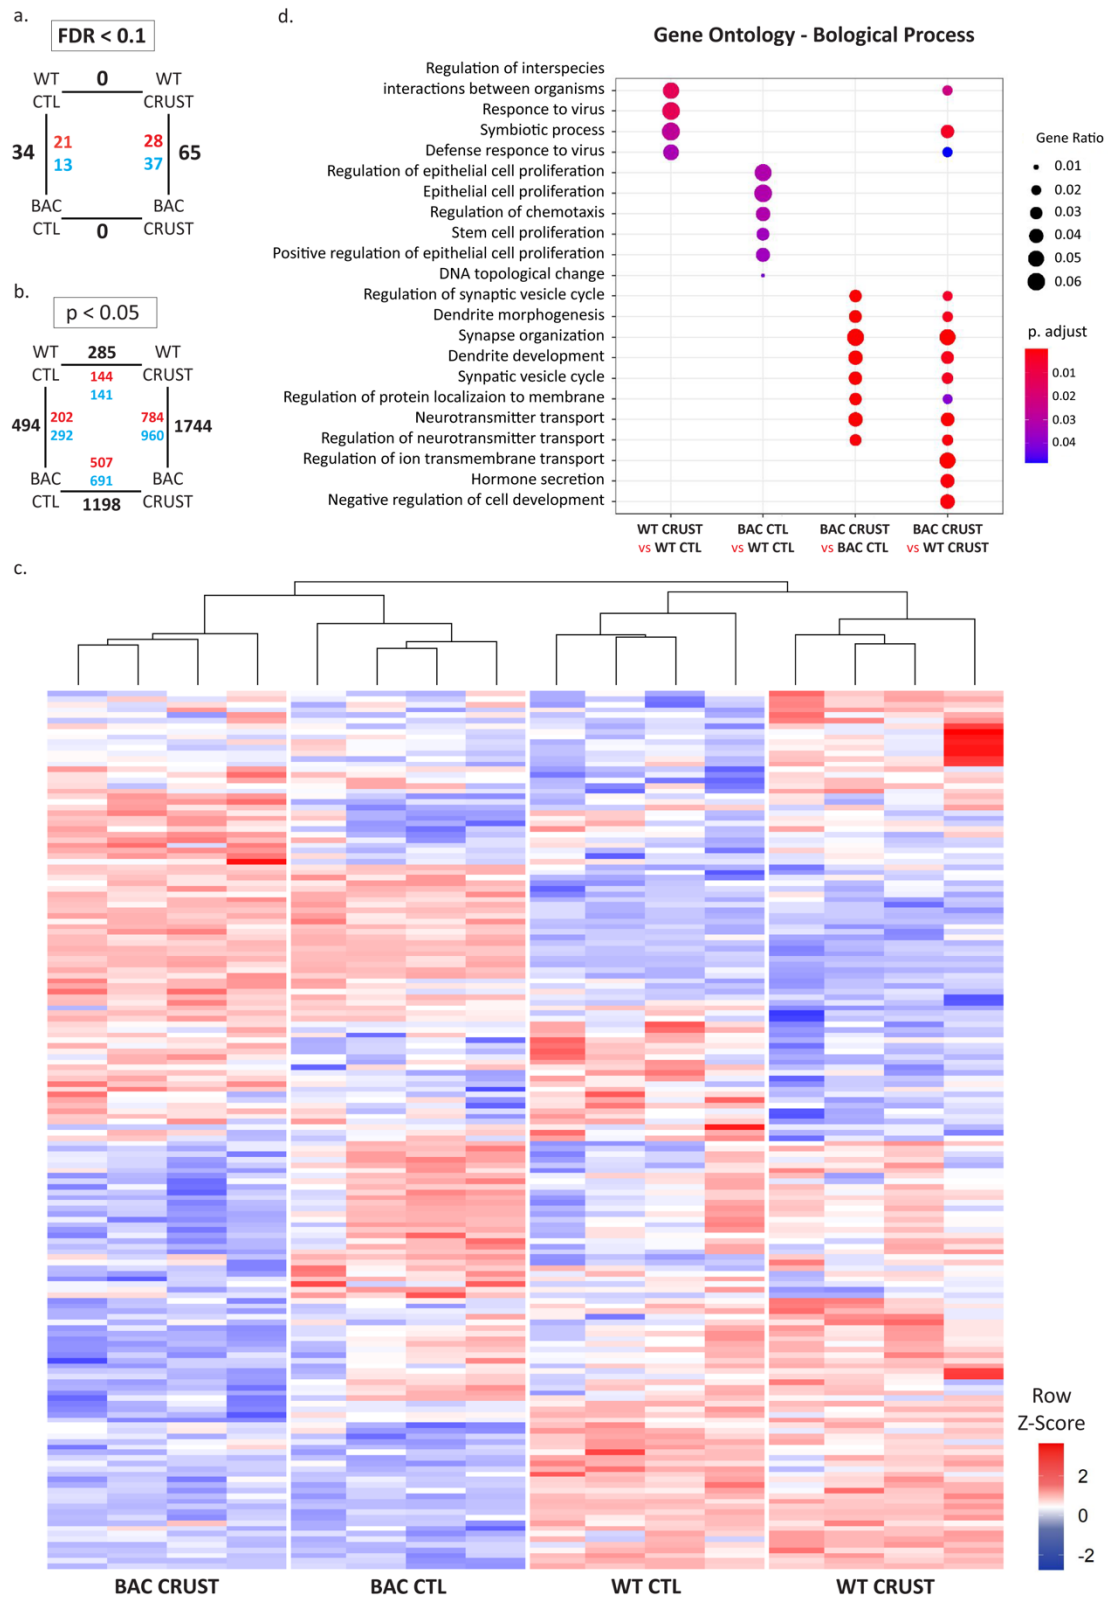 a.
FDR < 0.1
WT 0 WT
CTL CRUST
34 21 28 65
13 37
BAC BAC
CTL 0 CRUST
b.
p < 0.05
WT 285 WT
CTL 144 CRUST
141
494 202 784 1744
292 960
507
BAC 691 BAC
CTL 1198 CRUST
d.
Gene Ontology - Bological Process
Regulation of interspecies
interactions between organisms
Responce to virus
Symbiotic process
Defense responce to virus
Regulation of epithelial cell proliferation
Epithelial cell proliferation
Regulation of chemotaxis
Stem cell proliferation
Positive regulation of epithelial cell proliferation
DNA topological change
Regulation of synaptic vesicle cycle
Dendrite morphogenesis
Synapse organization
Dendrite development
Synpatic vesicle cycle
Regulation of protein localizaion to membrane
Neurotransmitter transport
Regulation of neurotransmitter transport
Regulation of ion transmembrane transport
Hormone secretion
Negative regulation of cell development
WT CRUST BAC CTL BAC CRUST BAC CRUST
vs WT CTL vs WT CTL vs BAC CTL vs WT CRUST
Gene Ratio
0.01
0.02
0.03
0.04
0.05
0.06
p. adjust
0.01
0.02
0.03
0.04
c.
Row
Z-Score
2
0
-2
BAC CRUST BAC CTL WT CTL WT CRUST